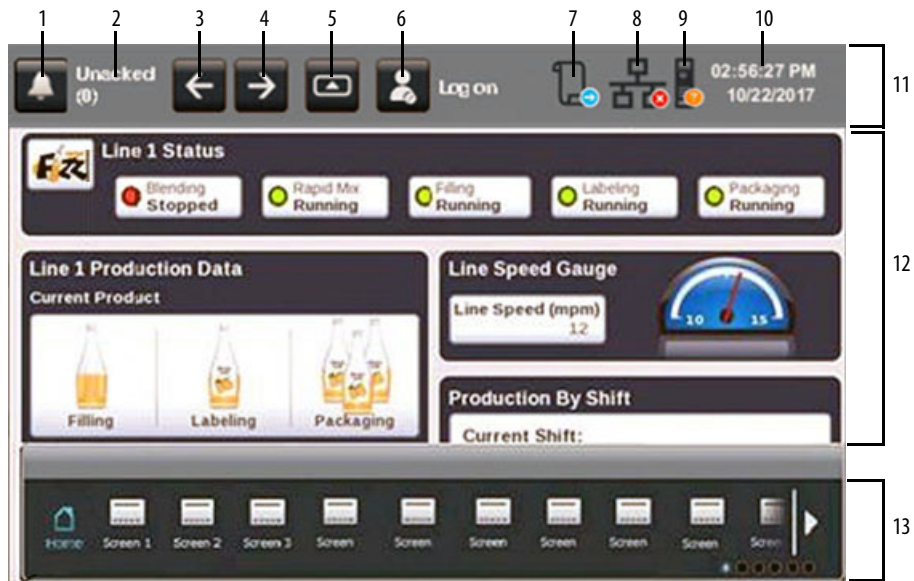 1 2 3 4 5 6 7 8 9 10
Unacked
(0)
Log on
02:56:27 PM
10/22/2017
11
Fizz
Line 1 Status
Blending
Stopped
Rapid Mix
Running
Filling
Running
Labeling
Running
Packaging
Running
12
Line 1 Production Data
Current Product
Filling Labeling Packaging
Line Speed Gauge
Line Speed (mpm)
12
10 15
Production By Shift
Current Shift:
Home Screen 1 Screen 2 Screen 3 Screen Screen Screen Screen Screen Screen Screen
13